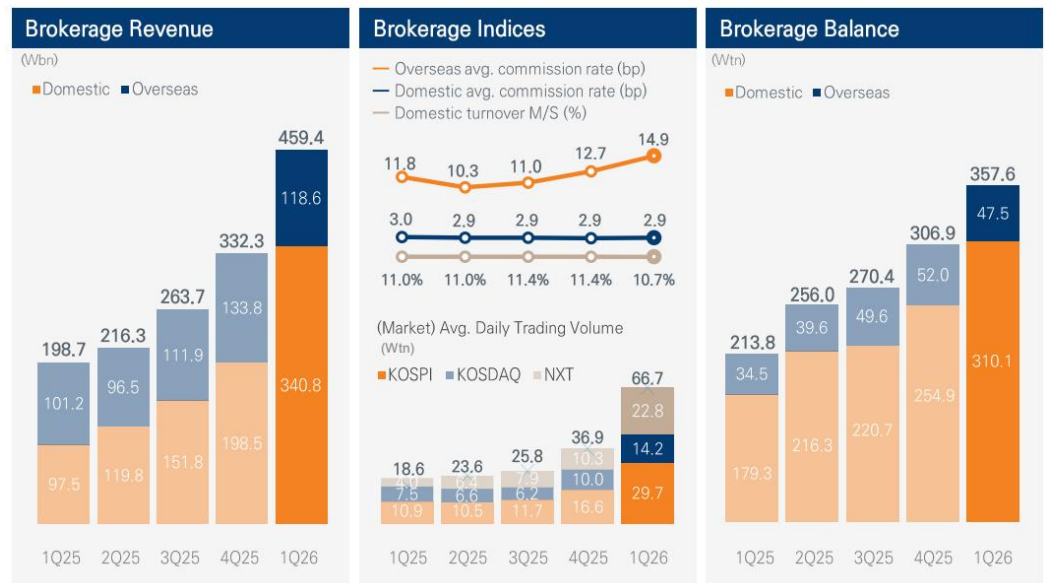 Brokerage Revenue
(Wbn)
Domestic Overseas
459.4
118.6
332.3
263.7
133.8
216.3
198.7
111.9
96.5
340.8
101.2
198.5
151.8
119.8
97.5
1Q25 2Q25 3Q25 4Q25 1Q26
Brokerage Indices
Overseas avg. commission rate (bp)
Domestic avg. commission rate (bp)
Domestic turnover M/S (%)
11.8 10.3 11.0 12.7 14.9
3.0 2.9 2.9 2.9 2.9
11.0% 11.0% 11.4% 11.4% 10.7%
(Market) Avg. Daily Trading Volume
(Wtn)
KOSPI KOSDAQ NXT
18.6 23.6 25.8 36.9 66.7
4.0 6.4 7.9 10.3 22.8
7.5 6.6 6.2 10.0 14.2
10.9 10.5 11.7 16.6 29.7
1Q25 2Q25 3Q25 4Q25 1Q26
Brokerage Balance
(Wtn)
Domestic Overseas
357.6
47.5
306.9
270.4
52.0
256.0
49.6
213.8
39.6
34.5
310.1
254.9
220.7
216.3
179.3
1Q25 2Q25 3Q25 4Q25 1Q26